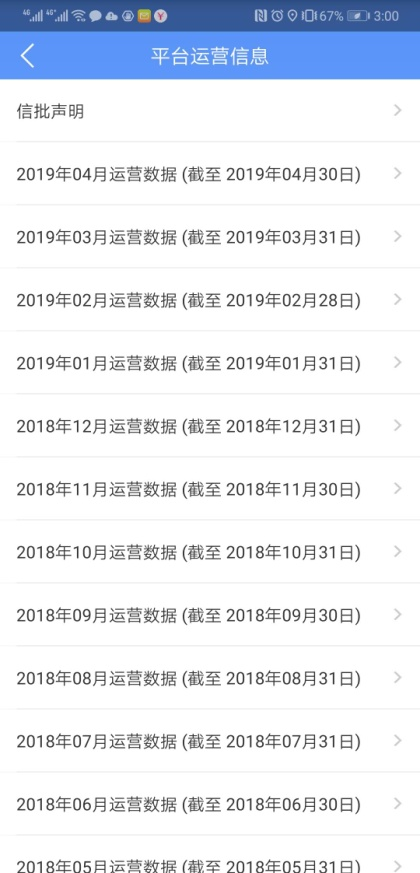 4G 4G+ 67% 3:00
平台运营信息
信批声明
2019年04月运营数据 (截至 2019年04月30日)
2019年03月运营数据 (截至 2019年03月31日)
2019年02月运营数据 (截至 2019年02月28日)
2019年01月运营数据 (截至 2019年01月31日)
2018年12月运营数据 (截至 2018年12月31日)
2018年11月运营数据 (截至 2018年11月30日)
2018年10月运营数据 (截至 2018年10月31日)
2018年09月运营数据 (截至 2018年09月30日)
2018年08月运营数据 (截至 2018年08月31日)
2018年07月运营数据 (截至 2018年07月31日)
2018年06月运营数据 (截至 2018年06月30日)
2018年05月运营数据 (截至 2018年05月31日)